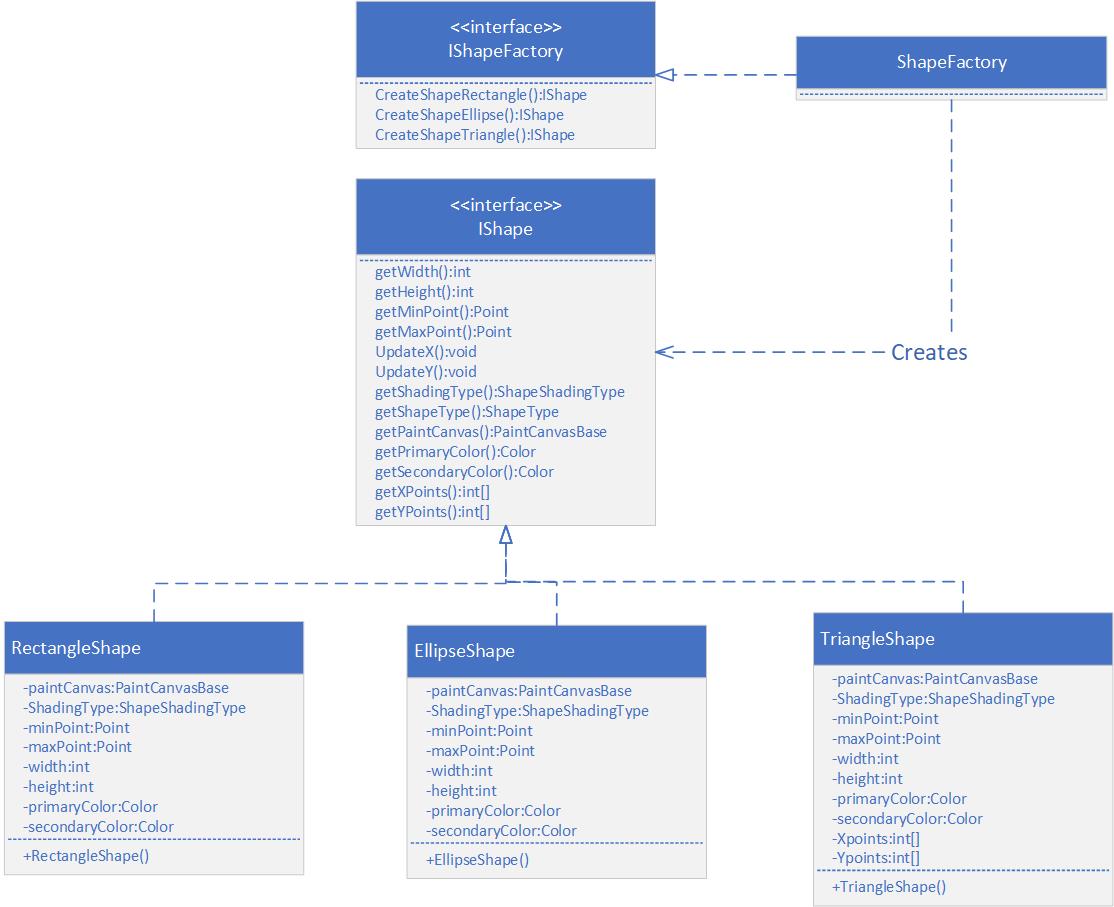 <<interface>>
IShapeFactory
CreateShapeRectangle():IShape
CreateShapeEllipse():IShape
CreateShapeTriangle():IShape
ShapeFactory
<<interface>>
IShape
getWidth():int
getHeight():int
getMinPoint():Point
getMaxPoint():Point
UpdateX():void
UpdateY():void
getShadingType():ShapeShadingType
getShapeType():ShapeType
getPaintCanvas():PaintCanvasBase
getPrimaryColor():Color
getSecondaryColor():Color
getXPoints():int[]
getYPoints():int[]
Creates
RectangleShape
-paintCanvas:PaintCanvasBase
-ShadingType:ShapeShadingType
-minPoint:Point
-maxPoint:Point
-width:int
-height:int
-primaryColor:Color
-secondaryColor:Color
+RectangleShape()
EllipseShape
-paintCanvas:PaintCanvasBase
-ShadingType:ShapeShadingType
-minPoint:Point
-maxPoint:Point
-width:int
-height:int
-primaryColor:Color
-secondaryColor:Color
+EllipseShape()
TriangleShape
-paintCanvas:PaintCanvasBase
-ShadingType:ShapeShadingType
-minPoint:Point
-maxPoint:Point
-width:int
-height:int
-primaryColor:Color
-secondaryColor:Color
-Xpoints:int[]
-Ypoints:int[]
+TriangleShape()